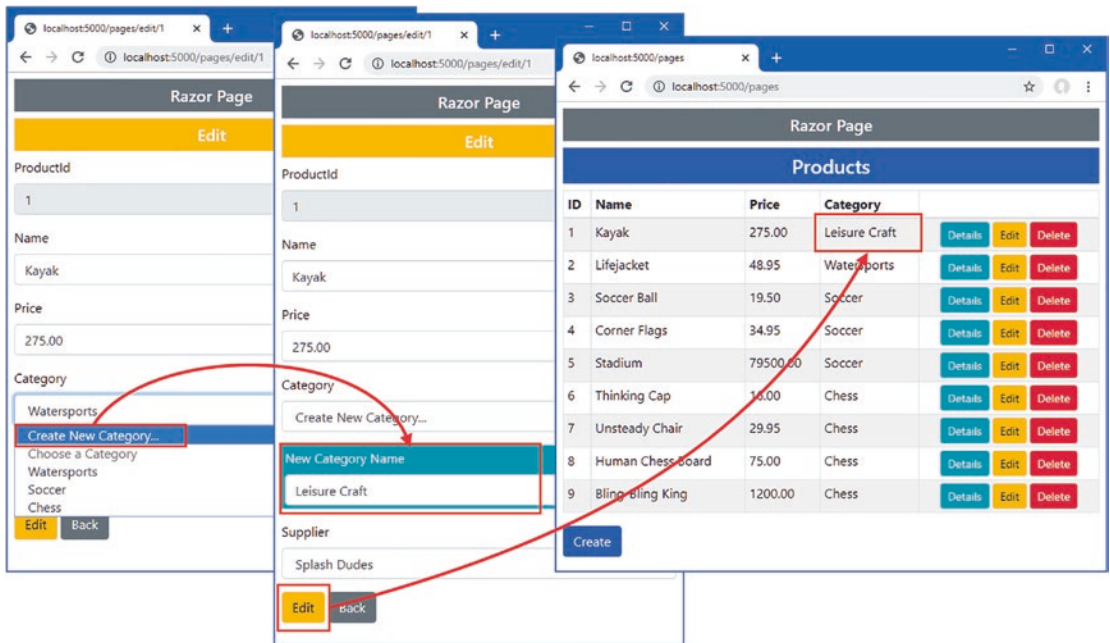 localhost:5000/pages/edit/1
localhost:5000/pages/edit/1
Razor Page
Edit
ProductId
1
Name
Kayak
Price
275.00
Category
Watersports
Create New Category...
Choose a Category
Watersports
Soccer
Chess
Edit Back
localhost:5000/pages/edit/1
localhost:5000/pages/edit/1
Razor Page
Edit
ProductId
1
Name
Kayak
Price
275.00
Category
Create New Category...
New Category Name
Leisure Craft
Supplier
Splash Dudes
Edit Back
localhost:5000/pages
localhost:5000/pages
Razor Page
Products
ID Name Price Category
1 Kayak 275.00 Leisure Craft Details Edit Delete
2 Lifejacket 48.95 Watersports Details Edit Delete
3 Soccer Ball 19.50 Soccer Details Edit Delete
4 Corner Flags 34.95 Soccer Details Edit Delete
5 Stadium 79500.00 Soccer Details Edit Delete
6 Thinking Cap 16.00 Chess Details Edit Delete
7 Unsteady Chair 29.95 Chess Details Edit Delete
8 Human Chess Board 75.00 Chess Details Edit Delete
9 Bling-Bling King 1200.00 Chess Details Edit Delete
Create